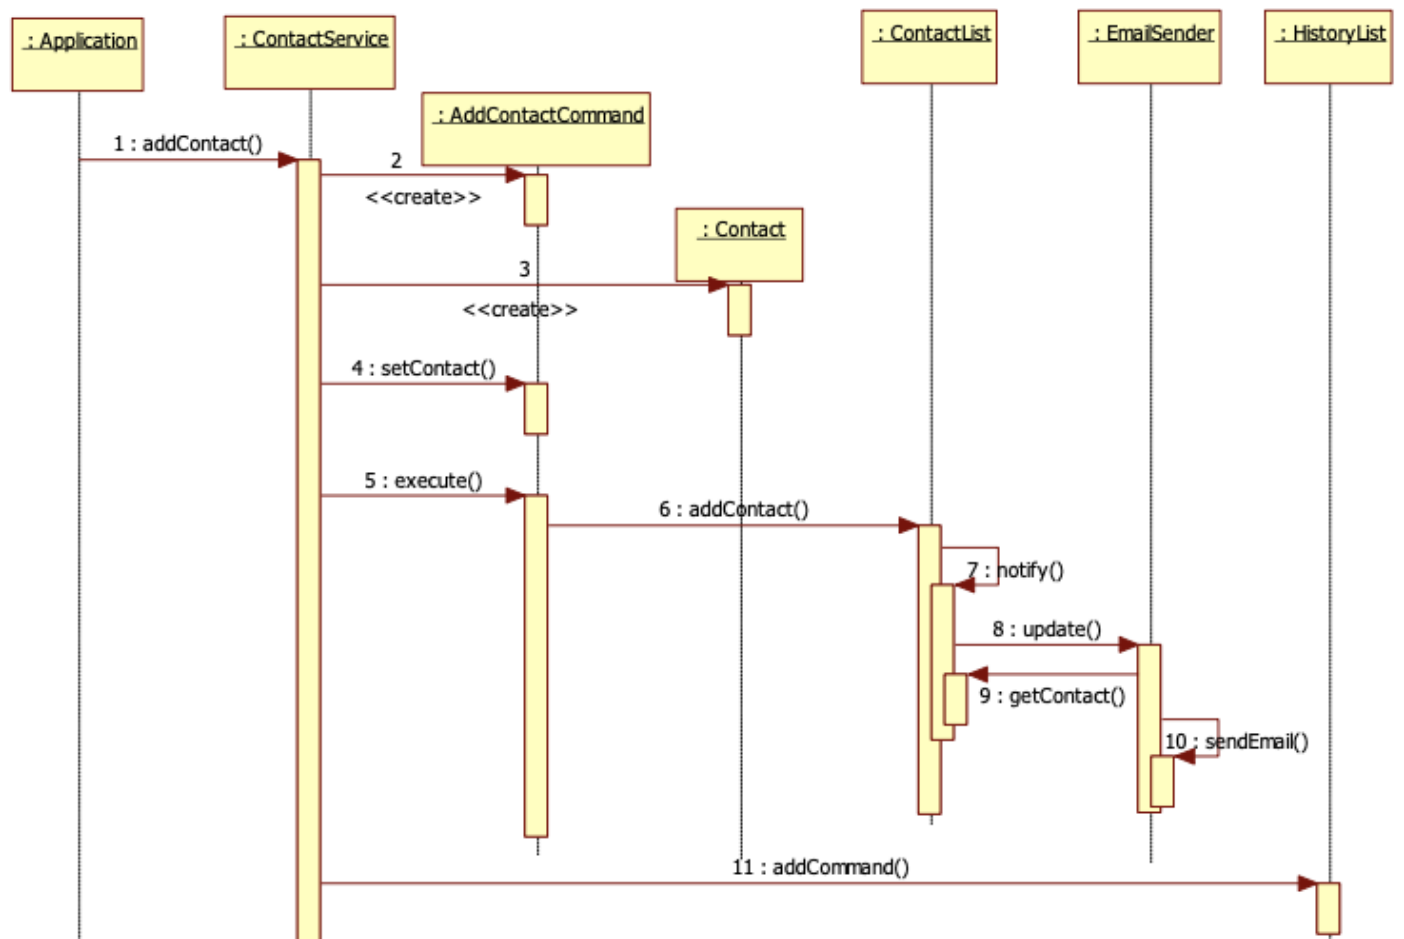 : Application
: ContactService
: ContactList
: EmailSender
: HistoryList
: AddContactCommand
1 : addContact()
2
<<create>>
: Contact
3
<<create>>
4 : setContact()
5 : execute()
6 : addContact()
7 : notify()
8 : update()
9 : getContact()
10 : sendEmail()
11 : addCommand()